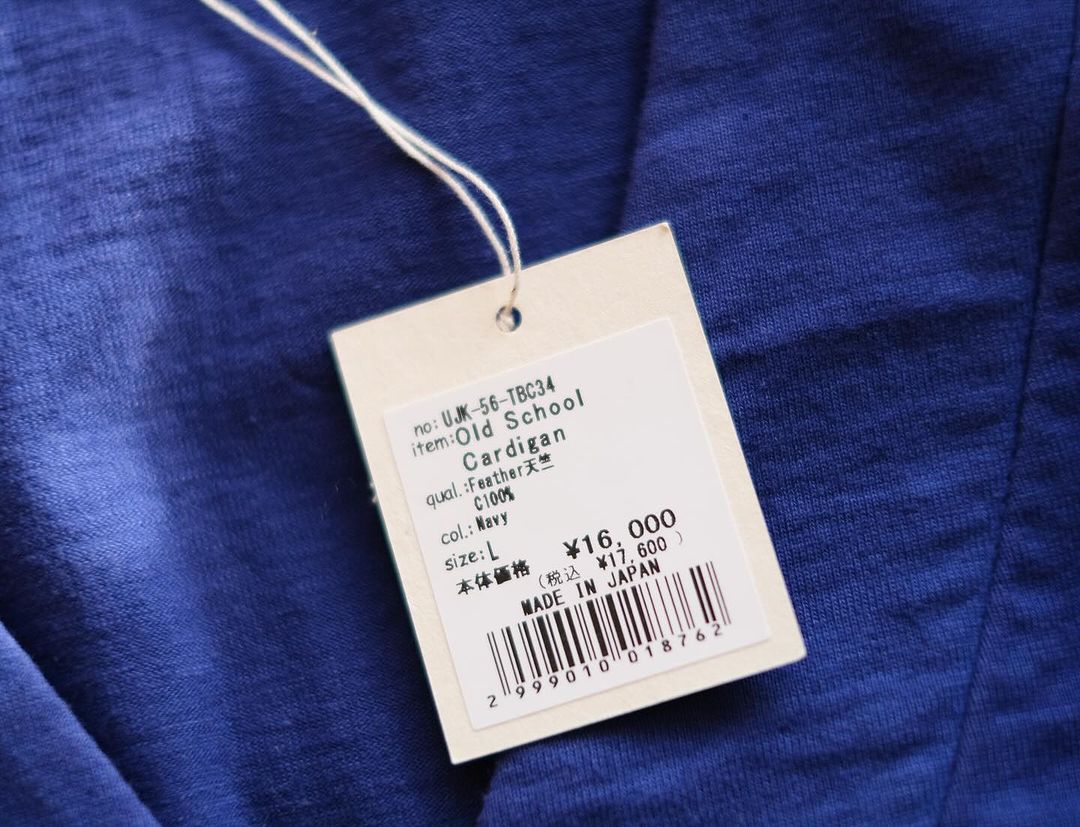 no: UJK-56-TBC34
item: Old School
Cardigan
qual.: Feather天竺
C100%
col.: Navy
size: L
本体価格 ¥16,000
(税込 ¥17,600)
MADE IN JAPAN
2 999010 018762